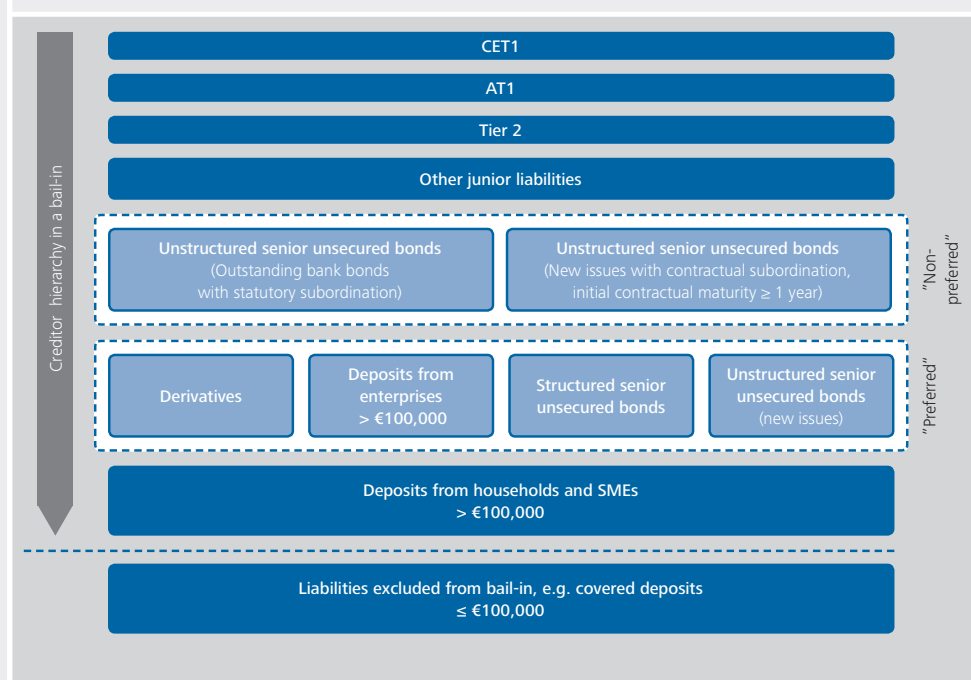 Creditor hierarchy in a bail-in
CET1
AT1
Tier 2
Other junior liabilities
Unstructured senior unsecured bonds
(Outstanding bank bonds
with statutory subordination)
Unstructured senior unsecured bonds
(New issues with contractual subordination,
initial contractual maturity ≥ 1 year)
"Non-
preferred"
Derivatives
Deposits from
enterprises
> €100,000
Structured senior
unsecured bonds
Unstructured senior
unsecured bonds
(new issues)
"Preferred"
Deposits from households and SMEs
> €100,000
Liabilities excluded from bail-in, e.g. covered deposits
≤ €100,000